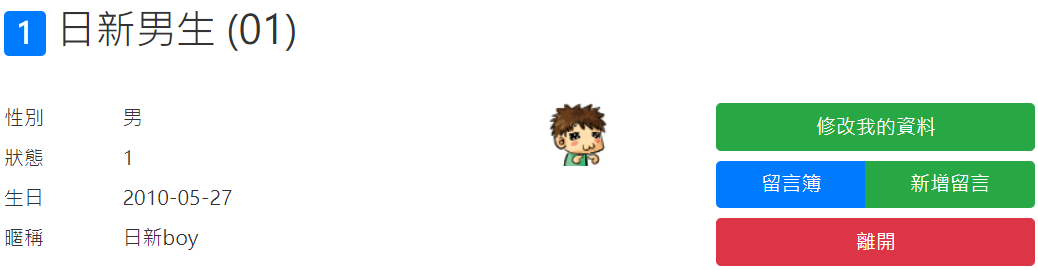 1 日新男生 (01)
性別 男
狀態 1
生日 2010-05-27
暱稱 日新boy
修改我的資料
留言簿 新增留言
離開